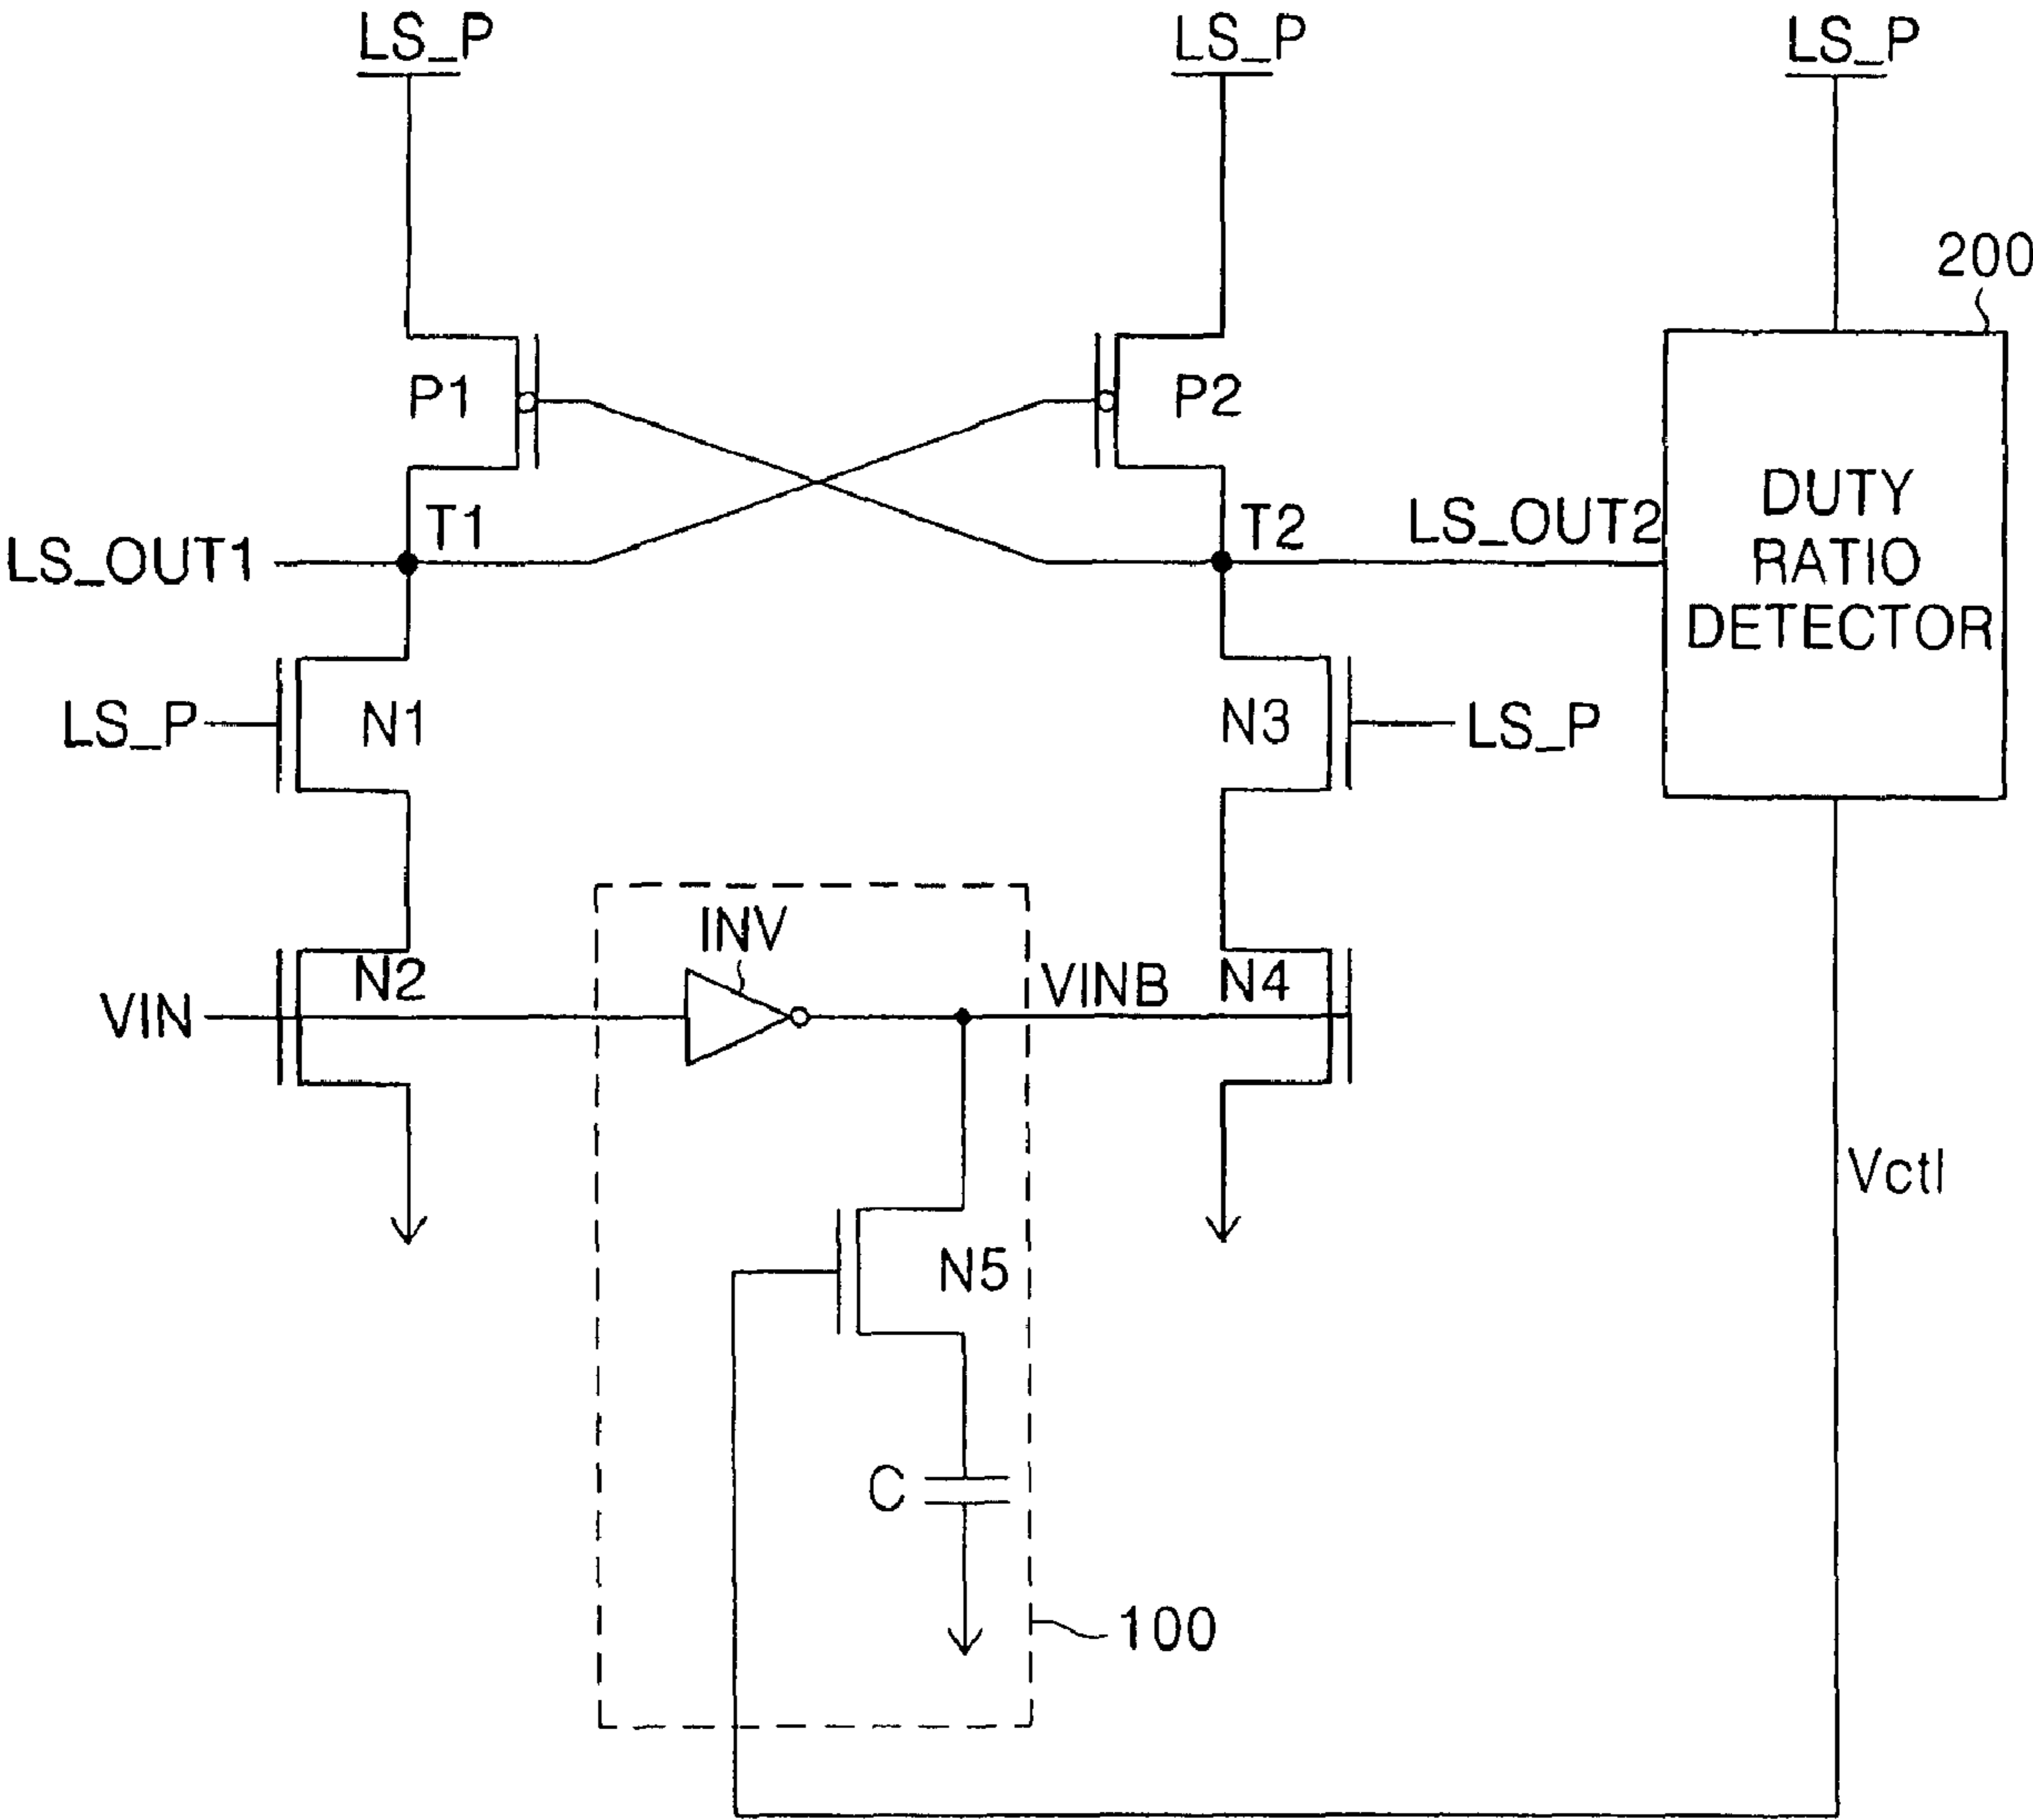 LS_P
LS_P
LS_P
200
P1
P2
T1
T2
LS_OUT1
LS_OUT2
DUTY
RATIO
DETECTOR
LS_P
N1
N3
LS_P
INV
VIN
N2
VINB
N4
Vctl
N5
C
100